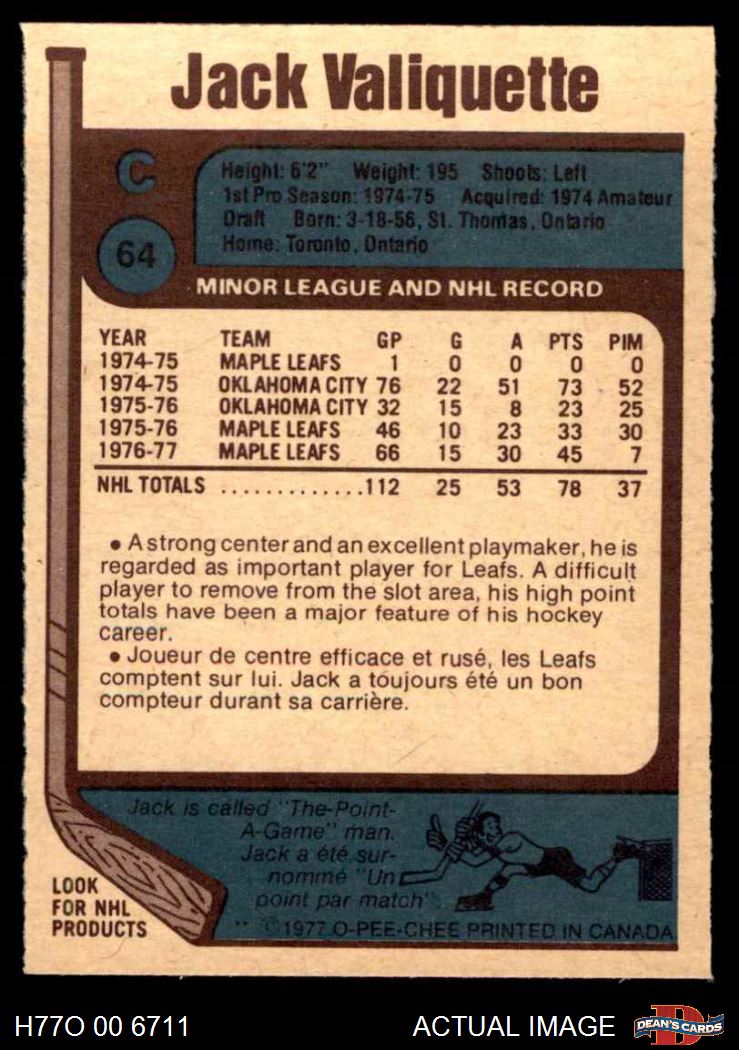 Jack Valiquette
C
Height: 6'2" Weight: 195 Shoots: Left
1st Pro Season: 1974-75 Acquired: 1974 Amateur
Draft Born: 3-18-56, St. Thomas, Ontario
Home: Toronto, Ontario
64
MINOR LEAGUE AND NHL RECORD
YEAR TEAM GP G A PTS PIM
1974-75 MAPLE LEAFS 1 0 0 0 0
1974-75 OKLAHOMA CITY 76 22 51 73 52
1975-76 OKLAHOMA CITY 32 15 8 23 25
1975-76 MAPLE LEAFS 46 10 23 33 30
1976-77 MAPLE LEAFS 66 15 30 45 7
NHL TOTALS .............112 25 53 78 37
• A strong center and an excellent playmaker, he is
regarded as important player for Leafs. A difficult
player to remove from the slot area, his high point
totals have been a major feature of his hockey
career.
• Joueur de centre efficace et rusé, les Leafs
comptent sur lui. Jack a toujours été un bon
compteur durant sa carrière.
Jack is called "The-Point-
A-Game" man.
Jack a été sur-
nommé "Un
point par match".
LOOK
FOR NHL
PRODUCTS
** ©1977 O-PEE-CHEE PRINTED IN CANADA
H77O 00 6711
ACTUAL IMAGE
D
DEAN'S CARDS